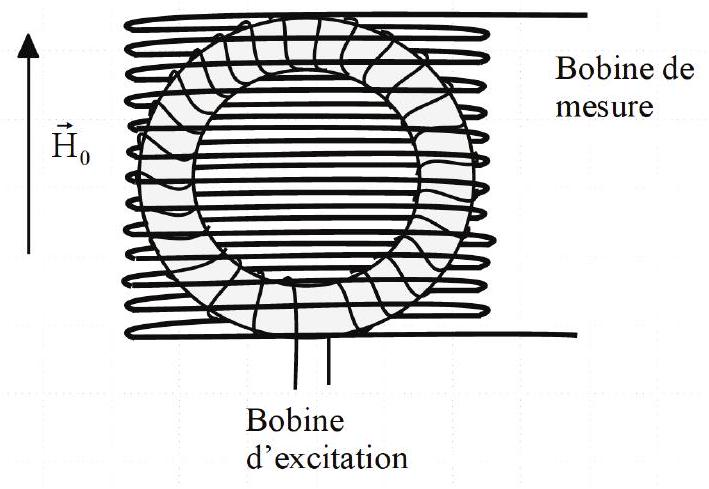 Bobine de
mesure
H⃗₀
Bobine
d'excitation